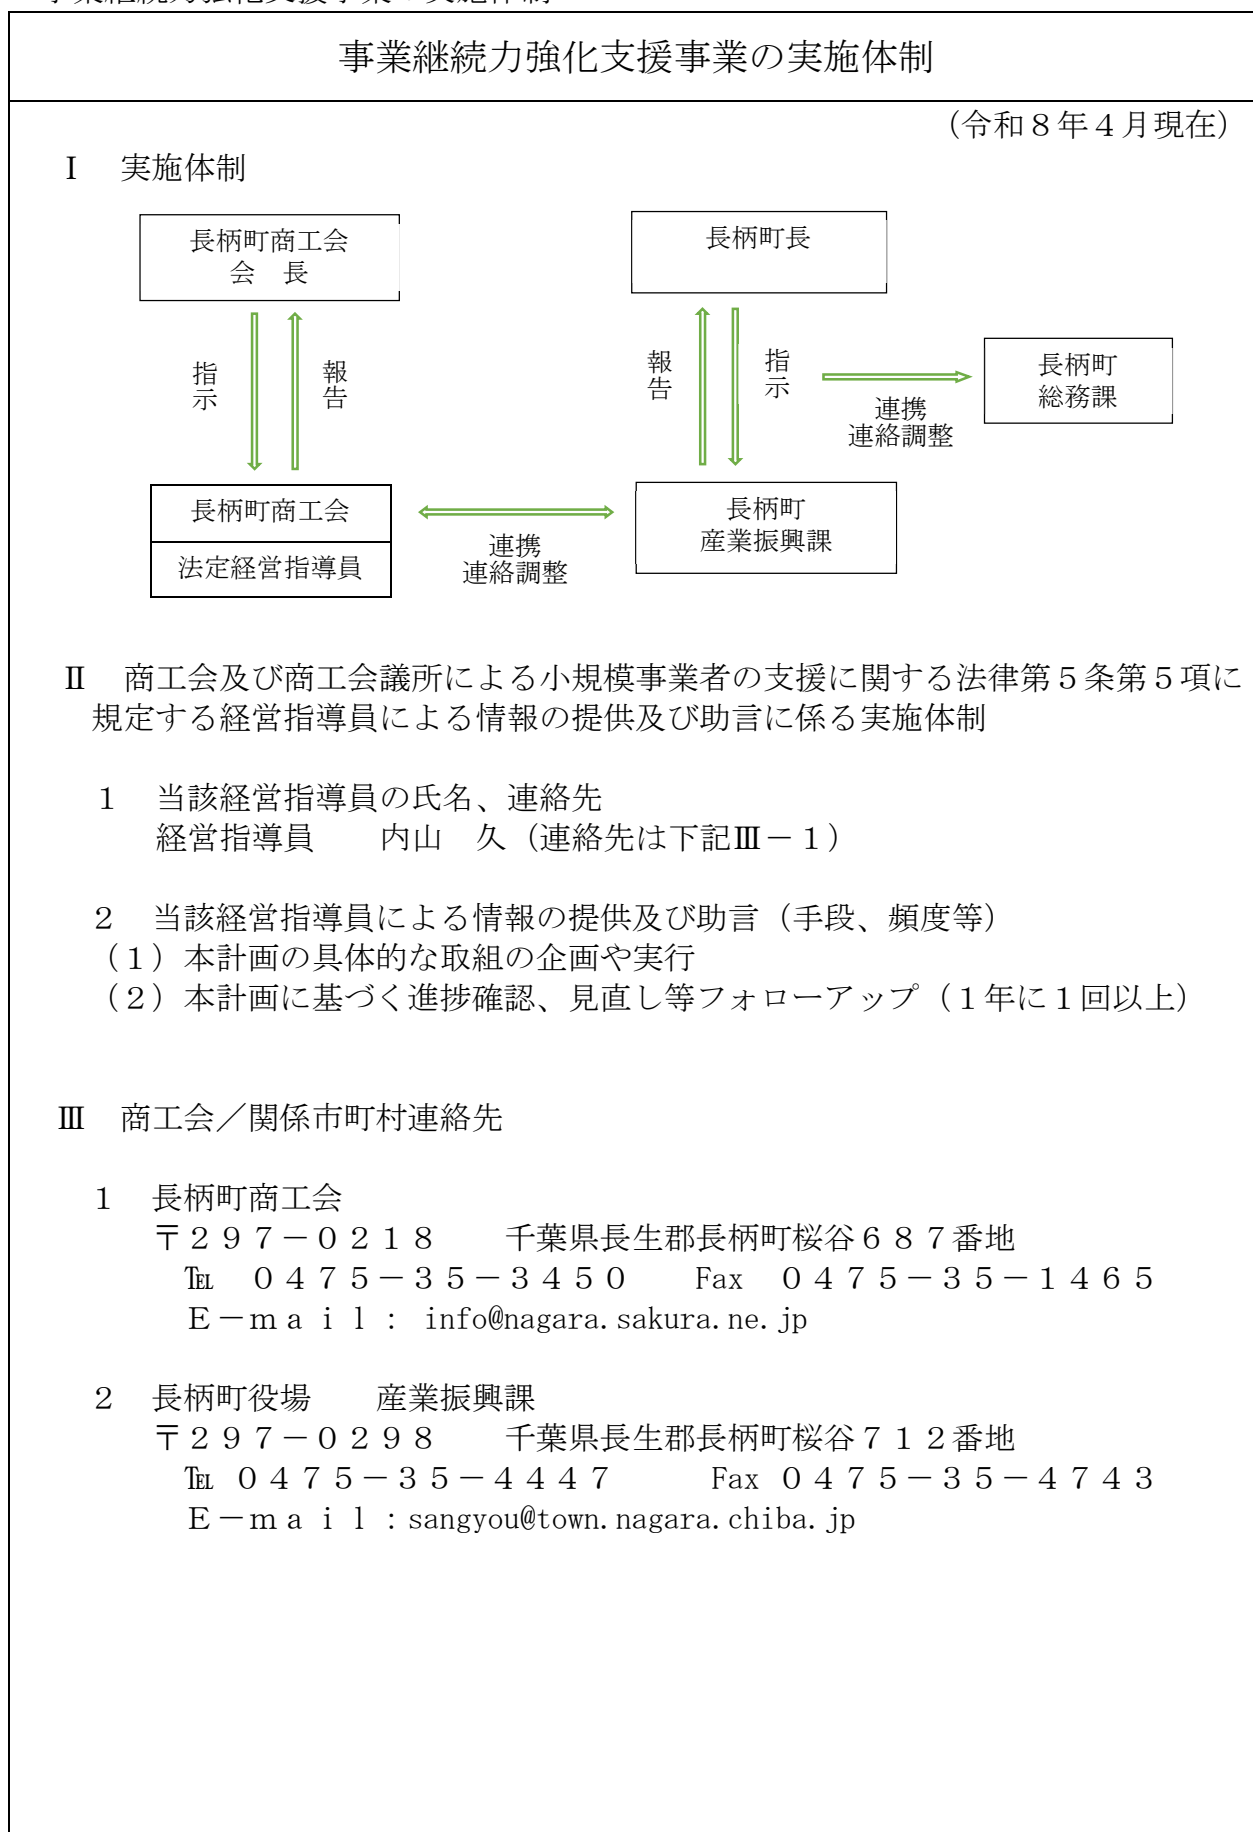 事業継続力強化支援事業の実施体制
事業継続力強化支援事業の実施体制
（令和８年４月現在）
Ⅰ　実施体制
長柄町商工会
会　長
長柄町長
指示
報告
報告
指示
長柄町
総務課
連携
連絡調整
長柄町商工会
法定経営指導員
連携
連絡調整
長柄町
産業振興課
Ⅱ　商工会及び商工会議所による小規模事業者の支援に関する法律第５条第５項に
規定する経営指導員による情報の提供及び助言に係る実施体制
１　当該経営指導員の氏名、連絡先
経営指導員　　内山　久（連絡先は下記Ⅲ－１）
２　当該経営指導員による情報の提供及び助言（手段、頻度等）
（１）本計画の具体的な取組の企画や実行
（２）本計画に基づく進捗確認、見直し等フォローアップ（１年に１回以上）
Ⅲ　商工会／関係市町村連絡先
１　長柄町商工会
〒２９７－０２１８　　千葉県長生郡長柄町桜谷６８７番地
℡　０４７５－３５－３４５０　　Fax　０４７５－３５－１４６５
Ｅ－ｍａｉｌ： info@nagara.sakura.ne.jp
２　長柄町役場　　産業振興課
〒２９７－０２９８　　千葉県長生郡長柄町桜谷７１２番地
℡ ０４７５－３５－４４４７　　　Fax ０４７５－３５－４７４３
Ｅ－ｍａｉｌ：sangyou@town.nagara.chiba.jp